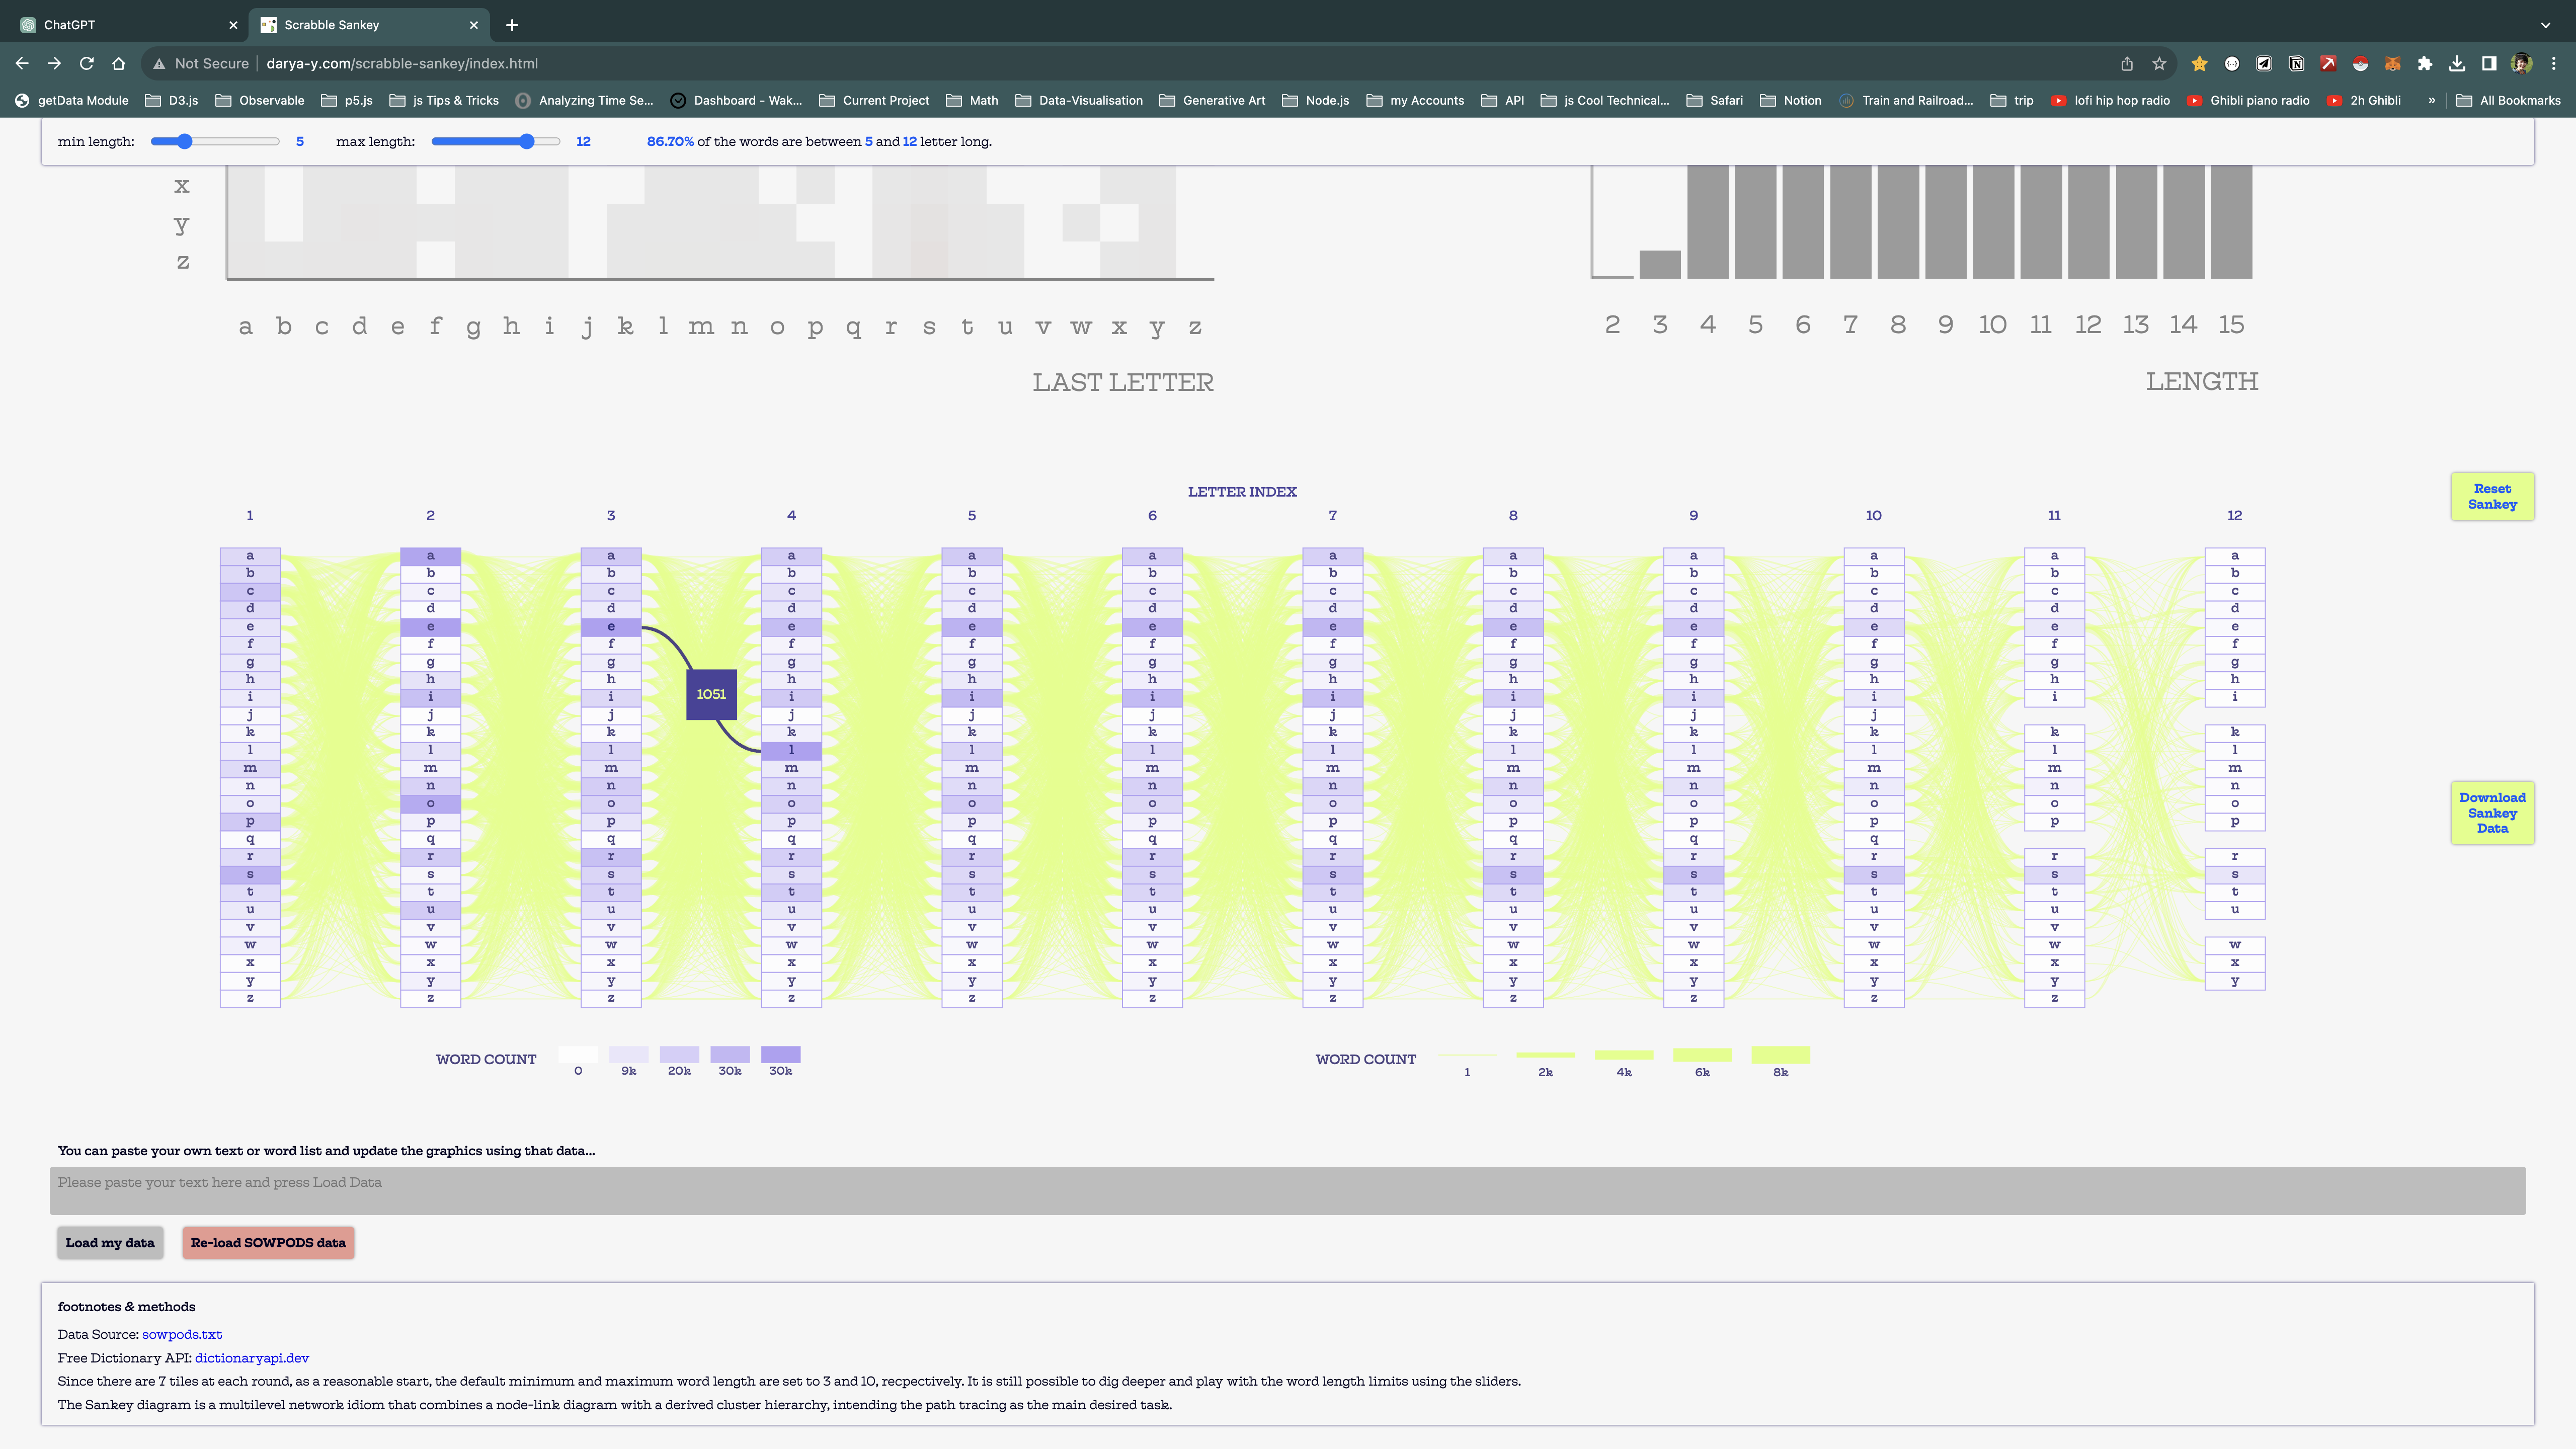 ChatGPT
Scrabble Sankey
Not Secure darya-y.com/scrabble-sankey/index.html
getData Module D3.js Observable p5.js js Tips & Tricks Analyzing Time Se... Dashboard - Wak... Current Project Math Data-Visualisation Generative Art Node.js my Accounts API js Cool Technical... Safari Notion Train and Railroad... trip lofi hip hop radio Ghibli piano radio 2h Ghibli » All Bookmarks
min length: 5 max length: 12 86.70% of the words are between 5 and 12 letter long.
x
y
z
a b c d e f g h i j k l m n o p q r s t u v w x y z
LAST LETTER
2 3 4 5 6 7 8 9 10 11 12 13 14 15
LENGTH
LETTER INDEX
1 2 3 4 5 6 7 8 9 10 11 12
Reset
Sankey
a a a a a a a a a a a a
b b b b b b b b b b b b
c c c c c c c c c c c c
d d d d d d d d d d d d
e e e e e e e e e e e e
f f f f f f f f f f f f
g g g g g g g g g g g g
h h h h h h h h h h h h
i i i i i i i i i i i i
1051
j j j j j j j j j j
k k k k k k k k k k k k
l l l l l l l l l l l l
m m m m m m m m m m m m
n n n n n n n n n n n n
o o o o o o o o o o o o
p p p p p p p p p p p p
q q q q q q q q q q
r r r r r r r r r r r r
s s s s s s s s s s s s
t t t t t t t t t t t t
u u u u u u u u u u u u
v v v v v v v v v v v
w w w w w w w w w w w w
x x x x x x x x x x x x
y y y y y y y y y y y y
z z z z z z z z z z z
Download
Sankey
Data
WORD COUNT 0 9k 20k 30k 30k
WORD COUNT 1 2k 4k 6k 8k
You can paste your own text or word list and update the graphics using that data...
Please paste your text here and press Load Data
Load my data Re-load SOWPODS data
footnotes & methods
Data Source: sowpods.txt
Free Dictionary API: dictionaryapi.dev
Since there are 7 tiles at each round, as a reasonable start, the default minimum and maximum word length are set to 3 and 10, recpectively. It is still possible to dig deeper and play with the word length limits using the sliders.
The Sankey diagram is a multilevel network idiom that combines a node-link diagram with a derived cluster hierarchy, intending the path tracing as the main desired task.